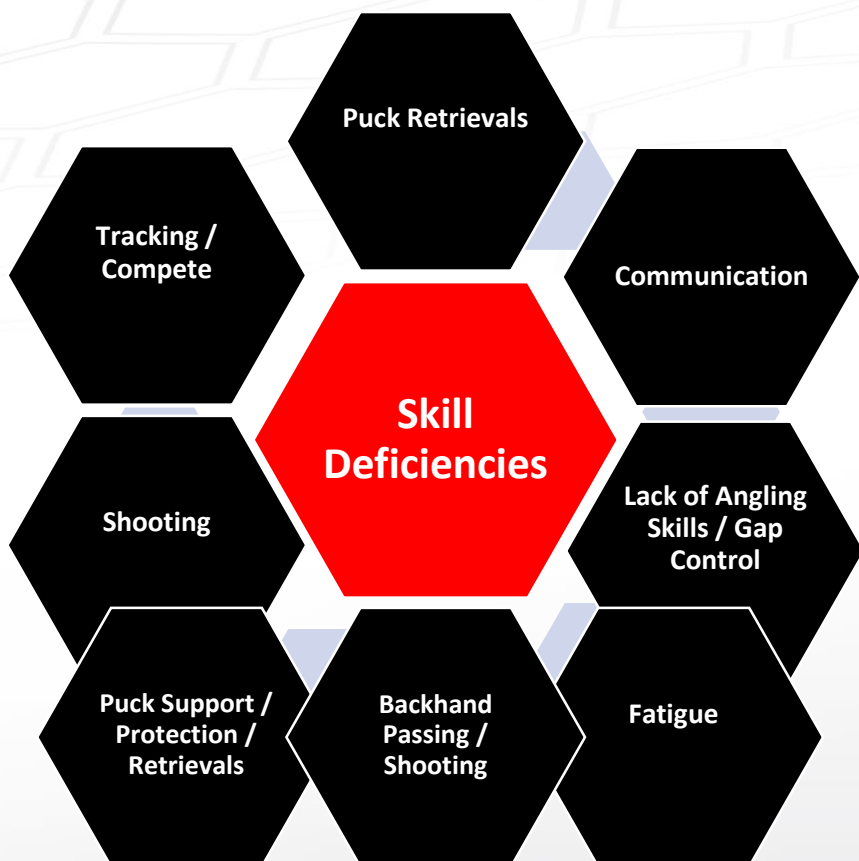 Puck Retrievals
Tracking /
Compete
Communication
Skill
Deficiencies
Shooting
Lack of Angling
Skills / Gap
Control
Puck Support /
Protection /
Retrievals
Backhand
Passing /
Shooting
Fatigue